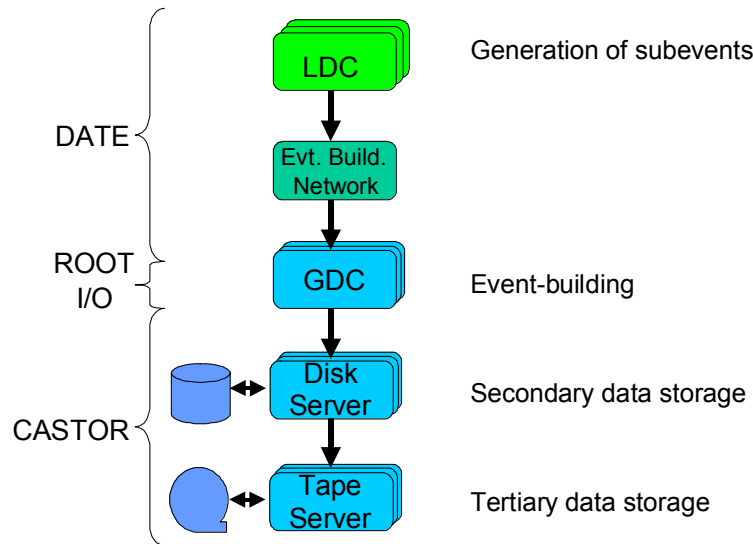 LDC
Generation of subevents
DATE
Evt. Build.
Network
ROOT
I/O
GDC
Event-building
Disk
Server
Secondary data storage
CASTOR
Tape
Server
Tertiary data storage